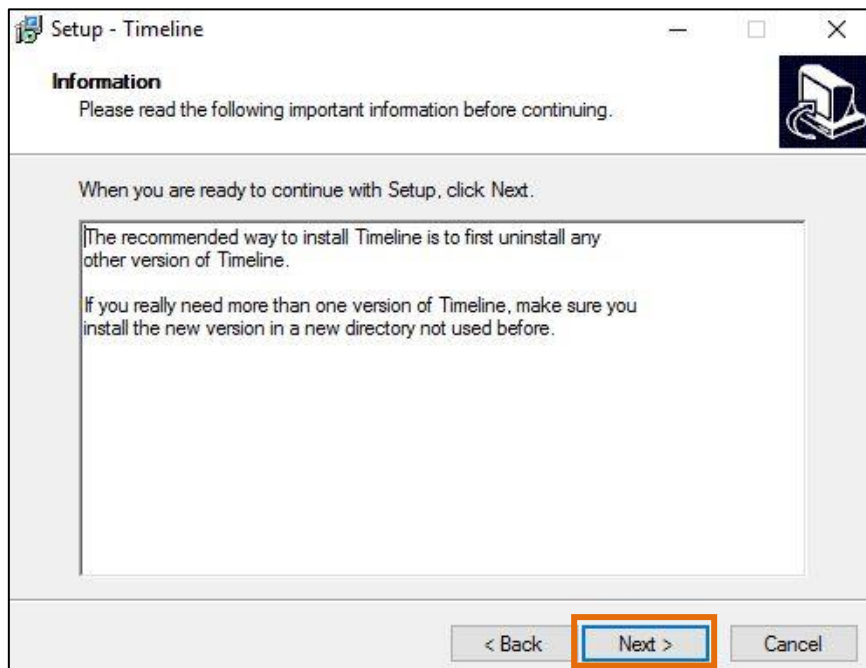 Setup - Timeline
Information
Please read the following important information before continuing.
When you are ready to continue with Setup, click Next.
The recommended way to install Timeline is to first uninstall any
other version of Timeline.
If you really need more than one version of Timeline, make sure you
install the new version in a new directory not used before.
< Back Next > Cancel